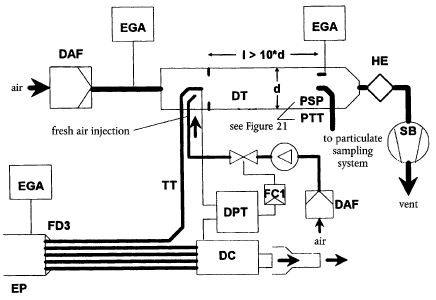 EGA
EGA
l > 10*d
DAF
HE
air
DT
d
PSP
PTT
fresh air injection
see Figure 21
SB
to particulate
sampling
system
TT
EGA
FC1
vent
DPT
DAF
FD3
air
DC
EP